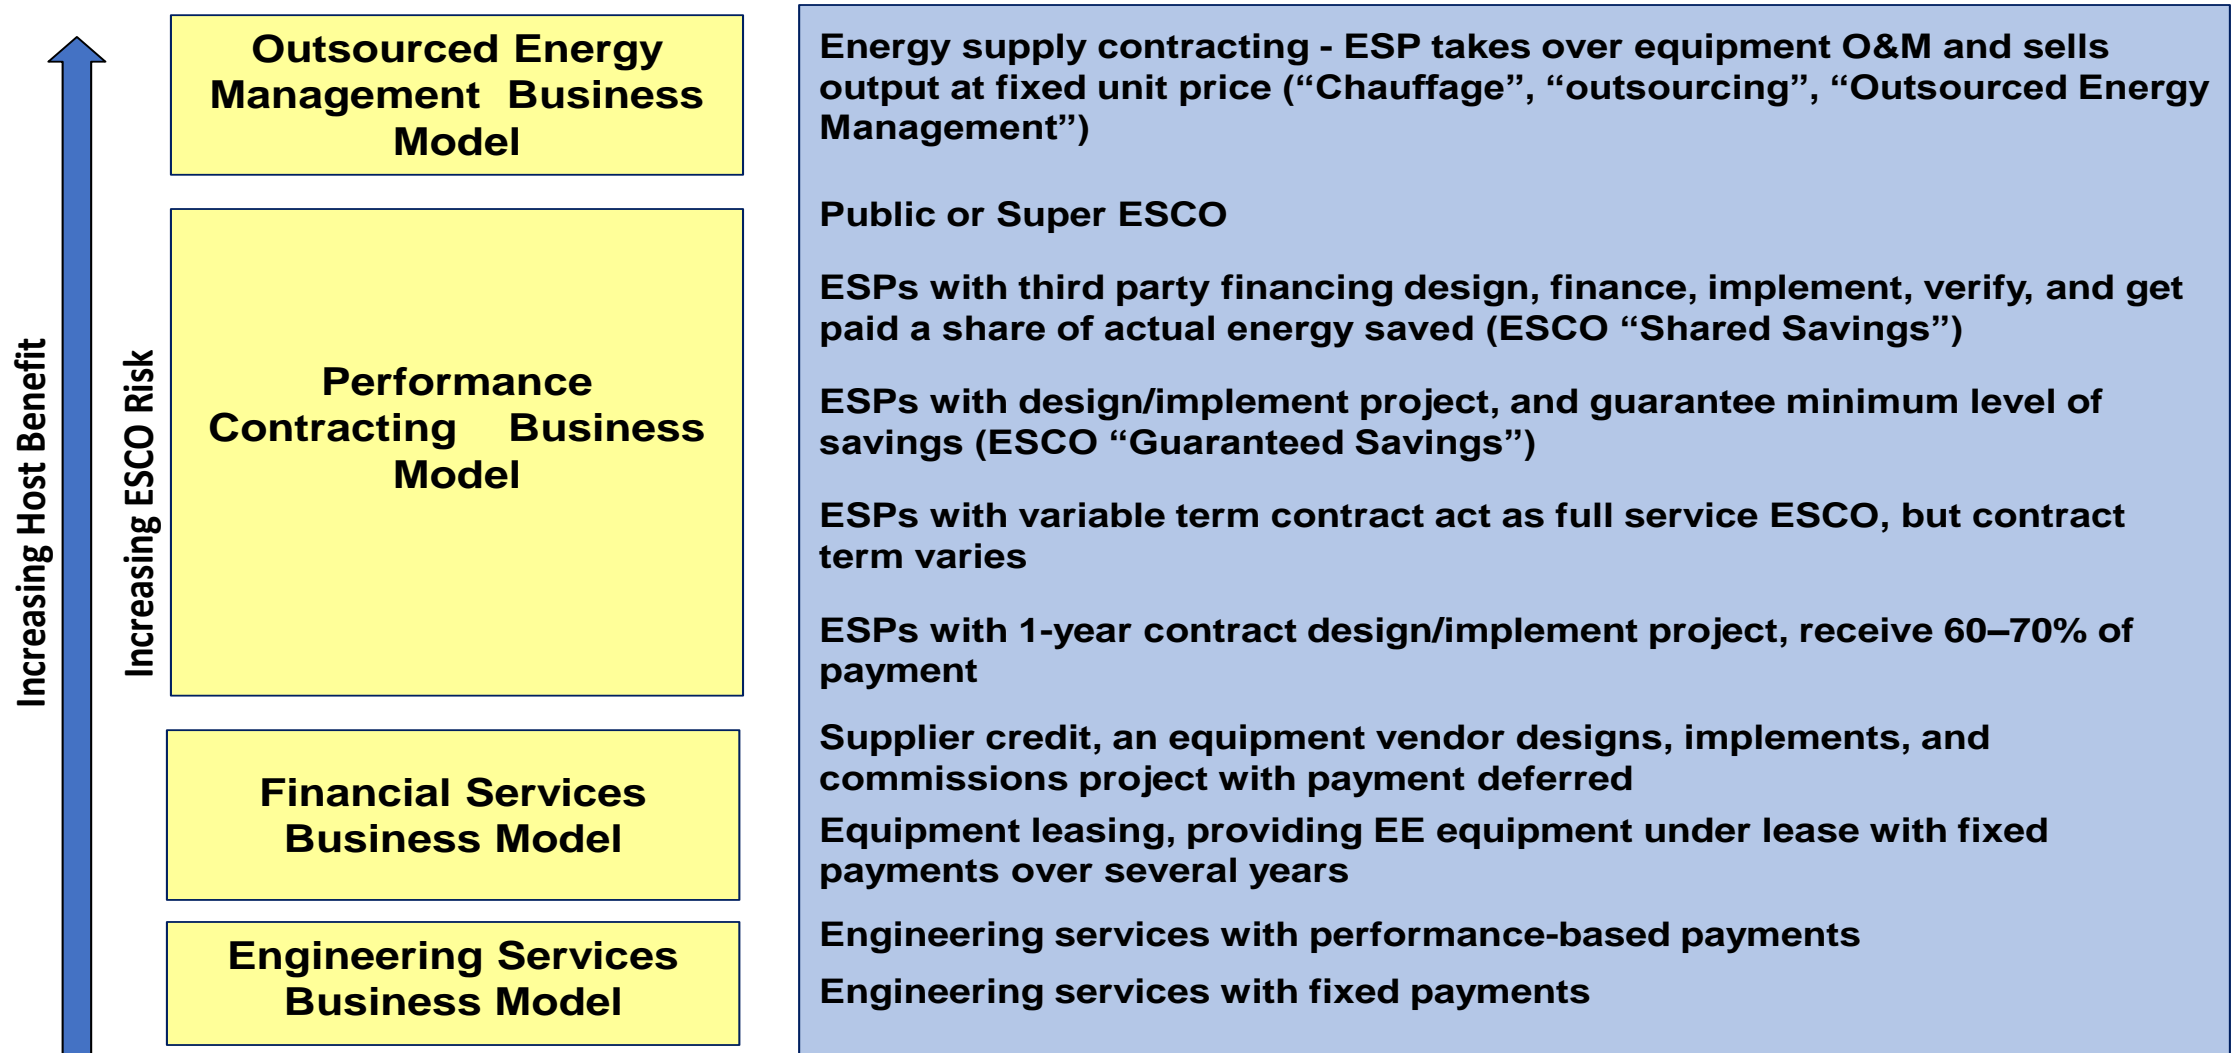 Increasing Host Benefit
Increasing ESCO Risk
Outsourced Energy
Management Business
Model
Energy supply contracting - ESP takes over equipment O&M and sells
output at fixed unit price (“Chauffage”, “outsourcing”, “Outsourced Energy
Management”)
Performance
Contracting Business
Model
Public or Super ESCO
ESPs with third party financing design, finance, implement, verify, and get
paid a share of actual energy saved (ESCO “Shared Savings”)
ESPs with design/implement project, and guarantee minimum level of
savings (ESCO “Guaranteed Savings”)
ESPs with variable term contract act as full service ESCO, but contract
term varies
ESPs with 1-year contract design/implement project, receive 60–70% of
payment
Financial Services
Business Model
Supplier credit, an equipment vendor designs, implements, and
commissions project with payment deferred
Equipment leasing, providing EE equipment under lease with fixed
payments over several years
Engineering Services
Business Model
Engineering services with performance-based payments
Engineering services with fixed payments